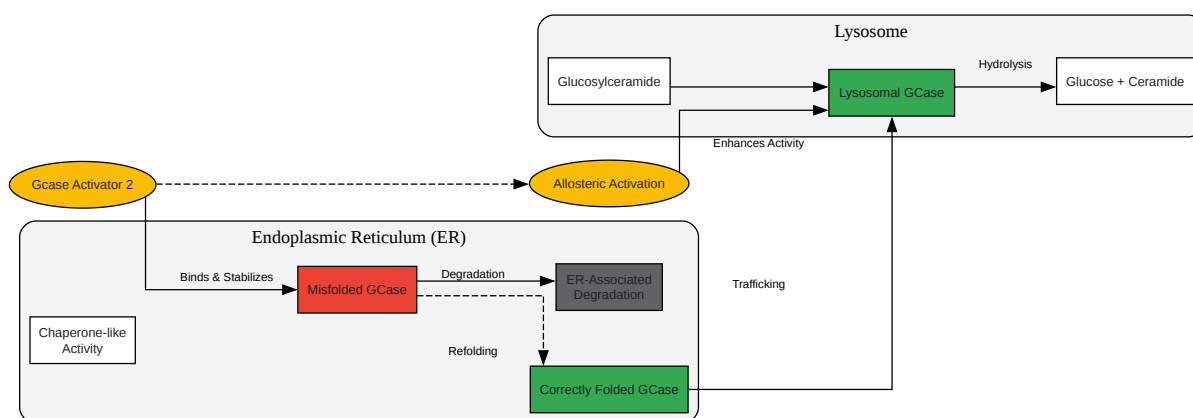 Lysosome
Glucosylceramide
Lysosomal GCase
Hydrolysis
Glucose + Ceramide
Enhances Activity
Gcase Activator 2
Allosteric Activation
Endoplasmic Reticulum (ER)
Binds & Stabilizes
Misfolded GCase
Degradation
ER-Associated
Degradation
Trafficking
Chaperone-like
Activity
Refolding
Correctly Folded GCase